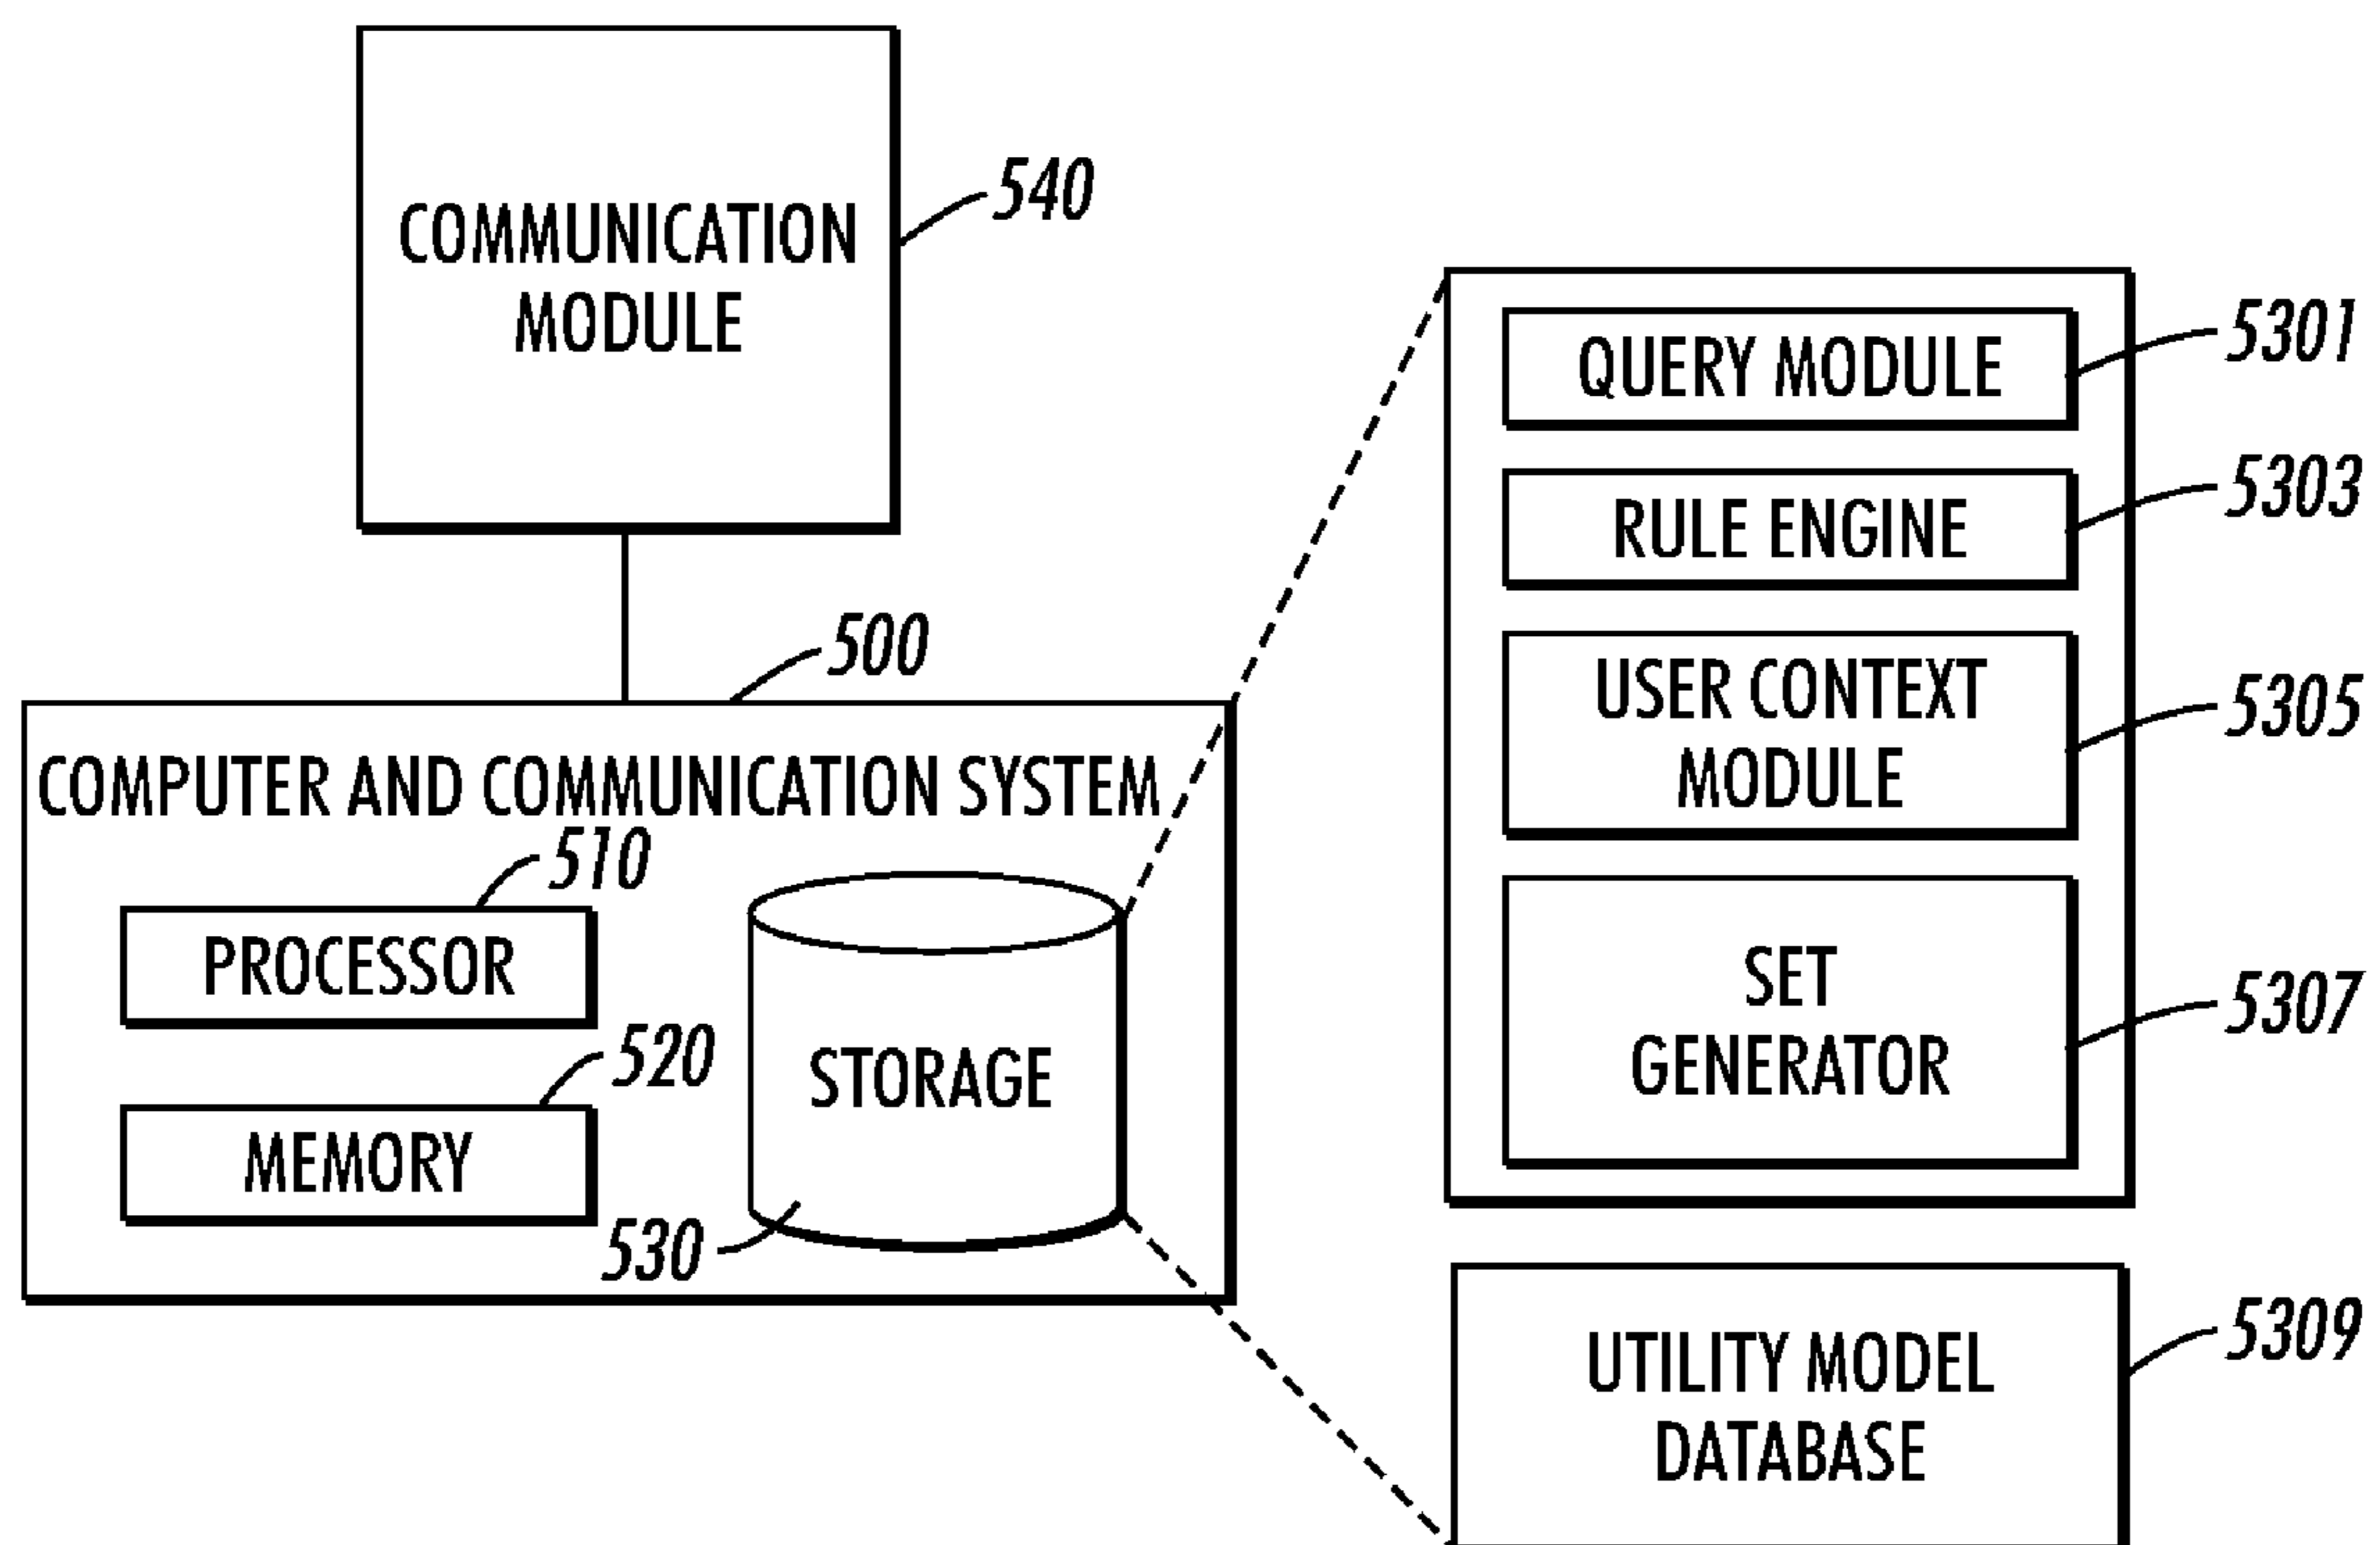 COMMUNICATION
MODULE
540
500
COMPUTER AND COMMUNICATION SYSTEM
510
PROCESSOR
520
MEMORY
STORAGE
530
QUERY MODULE
5301
RULE ENGINE
5303
USER CONTEXT
MODULE
5305
SET
GENERATOR
5307
UTILITY MODEL
DATABASE
5309